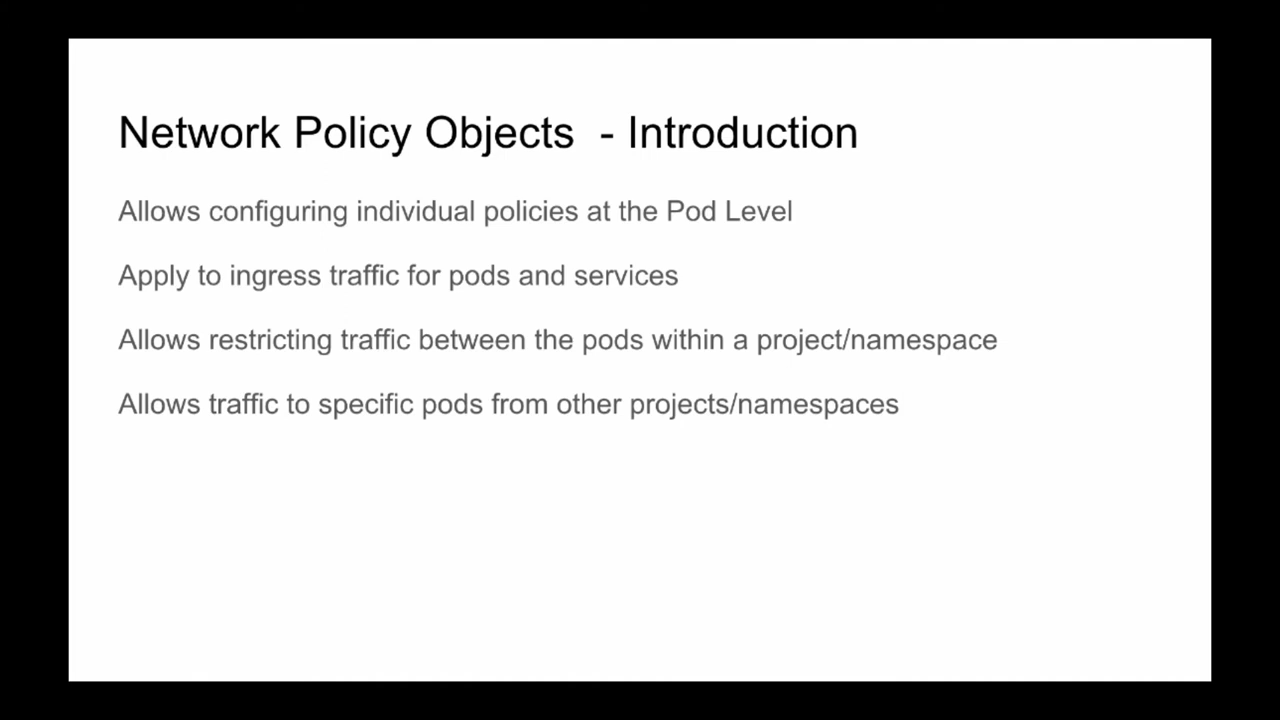 Network Policy Objects  - Introduction
Allows configuring individual policies at the Pod Level
Apply to ingress traffic for pods and services
Allows restricting traffic between the pods within a project/namespace
Allows traffic to specific pods from other projects/namespaces